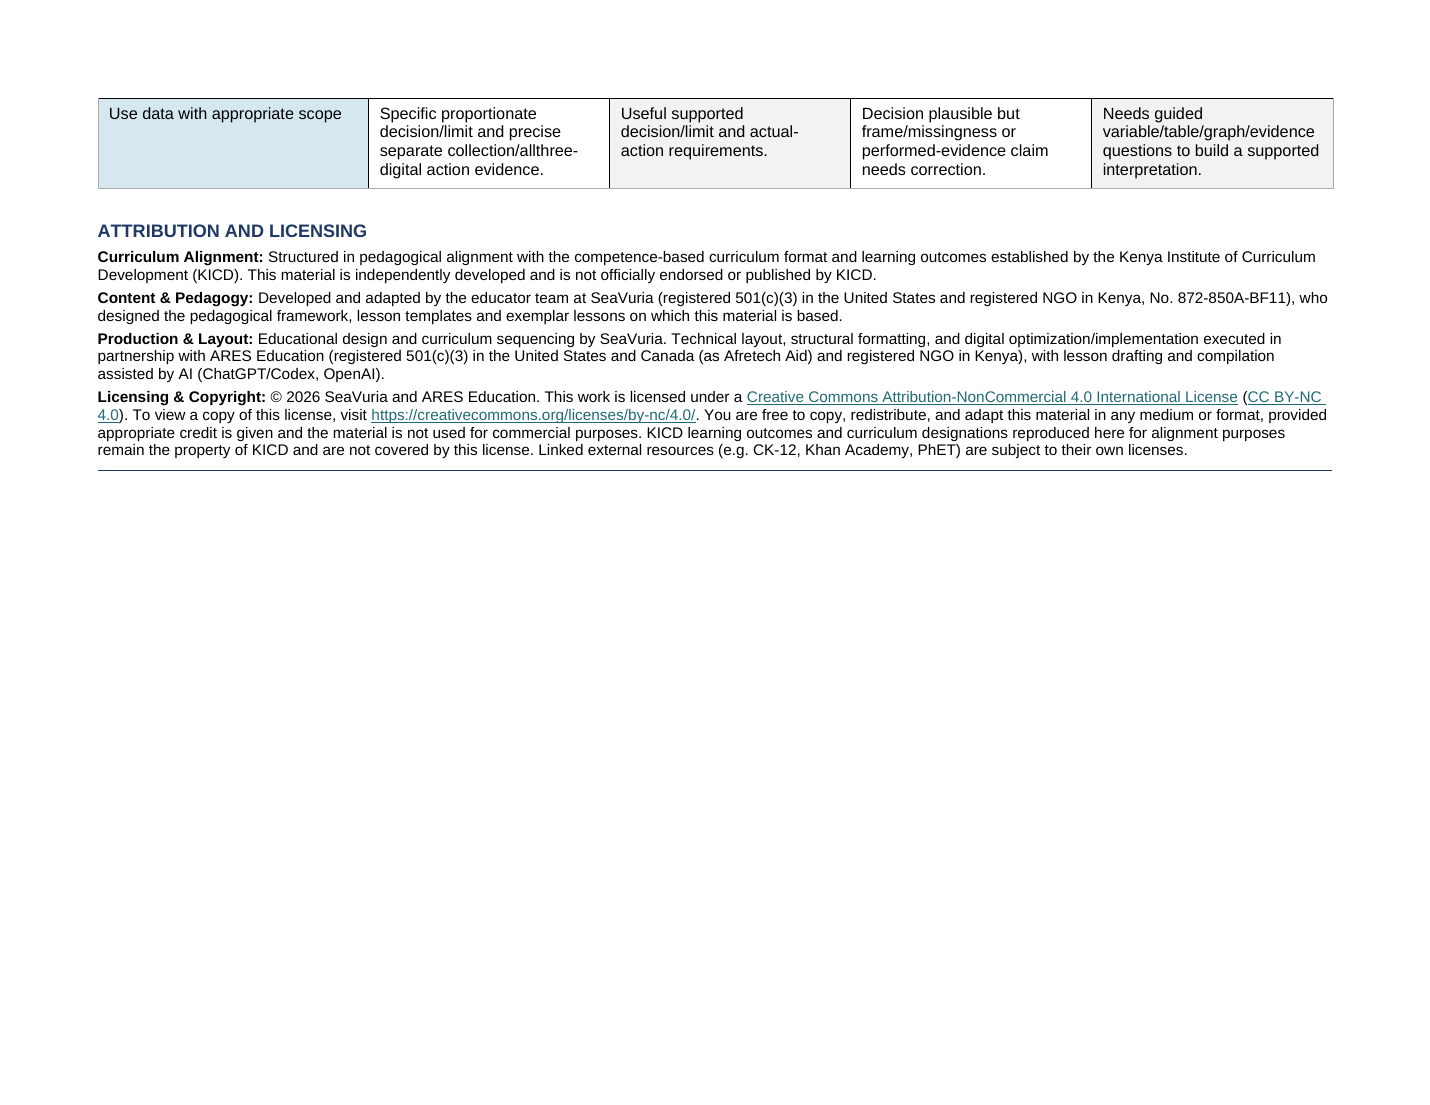 Use data with appropriate scope
Specific proportionate
decision/limit and precise
separate collection/allthree-
digital action evidence.
Useful supported
decision/limit and actual-
action requirements.
Decision plausible but
frame/missingness or
performed-evidence claim
needs correction.
Needs guided
variable/table/graph/evidence
questions to build a supported
interpretation.
ATTRIBUTION AND LICENSING
Curriculum Alignment: Structured in pedagogical alignment with the competence-based curriculum format and learning outcomes established by the Kenya Institute of Curriculum
Development (KICD). This material is independently developed and is not officially endorsed or published by KICD.
Content & Pedagogy: Developed and adapted by the educator team at SeaVuria (registered 501(c)(3) in the United States and registered NGO in Kenya, No. 872-850A-BF11), who
designed the pedagogical framework, lesson templates and exemplar lessons on which this material is based.
Production & Layout: Educational design and curriculum sequencing by SeaVuria. Technical layout, structural formatting, and digital optimization/implementation executed in
partnership with ARES Education (registered 501(c)(3) in the United States and Canada (as Afretech Aid) and registered NGO in Kenya), with lesson drafting and compilation
assisted by AI (ChatGPT/Codex, OpenAI).
Licensing & Copyright: © 2026 SeaVuria and ARES Education. This work is licensed under a Creative Commons Attribution-NonCommercial 4.0 International License (CC BY-NC
4.0). To view a copy of this license, visit https://creativecommons.org/licenses/by-nc/4.0/. You are free to copy, redistribute, and adapt this material in any medium or format, provided
appropriate credit is given and the material is not used for commercial purposes. KICD learning outcomes and curriculum designations reproduced here for alignment purposes
remain the property of KICD and are not covered by this license. Linked external resources (e.g. CK-12, Khan Academy, PhET) are subject to their own licenses.